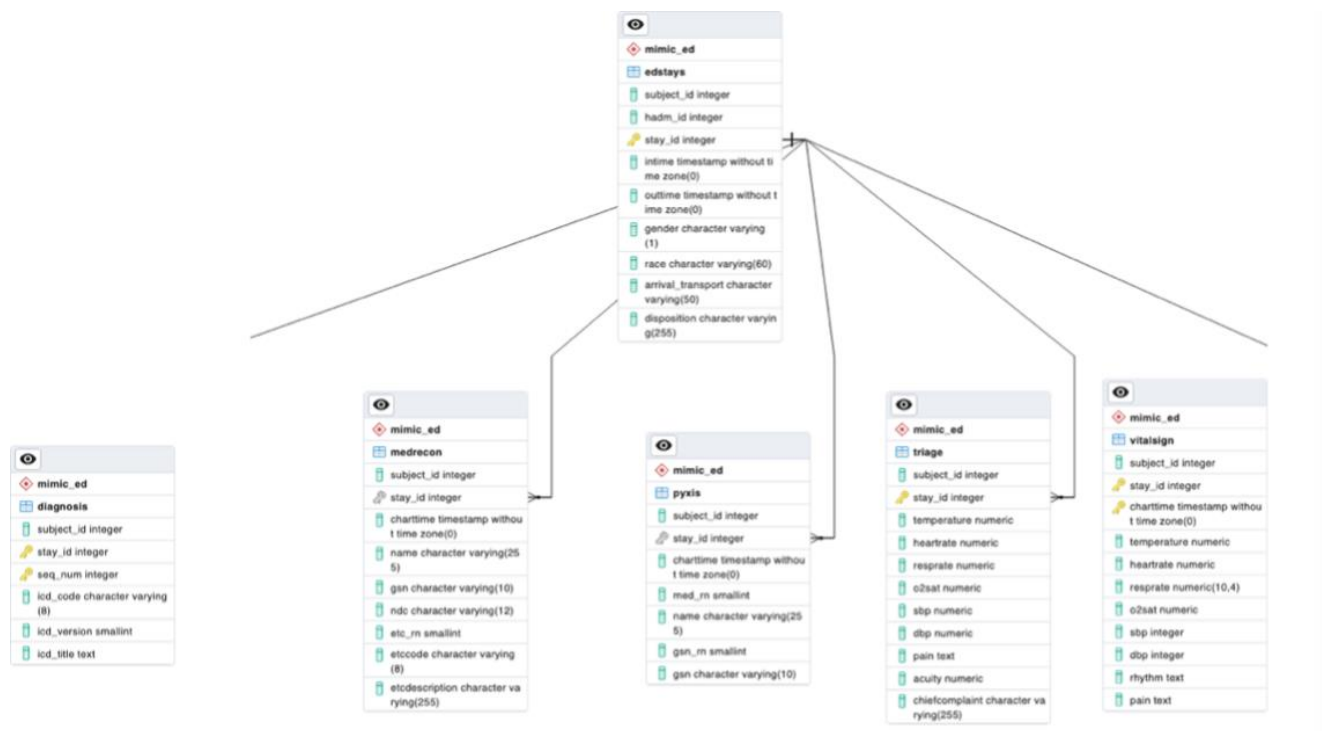 mimic_ed
edstays
subject_id integer
hadm_id integer
stay_id integer
intime timestamp without ti
me zone(0)
outtime timestamp without t
ime zone(0)
gender character varying
(1)
race character varying(60)
arrival_transport character
varying(50)
disposition character varyin
g(255)
mimic_ed
diagnosis
subject_id integer
stay_id integer
seq_num integer
icd_code character varying
(8)
icd_version smallint
icd_title text
mimic_ed
medrecon
subject_id integer
stay_id integer
charttime timestamp withou
t time zone(0)
name character varying(25
5)
gsn character varying(10)
ndc character varying(12)
etc_rn smallint
etccode character varying
(8)
etcdescription character va
rying(255)
mimic_ed
pyxis
subject_id integer
stay_id integer
charttime timestamp withou
t time zone(0)
med_rn smallint
name character varying(25
5)
gsn_rn smallint
gsn character varying(10)
mimic_ed
triage
subject_id integer
stay_id integer
temperature numeric
heartrate numeric
resprate numeric
o2sat numeric
sbp numeric
dbp numeric
pain text
acuity numeric
chiefcomplaint character va
rying(255)
mimic_ed
vitalsign
subject_id integer
stay_id integer
charttime timestamp withou
t time zone(0)
temperature numeric
heartrate numeric
resprate numeric(10,4)
o2sat numeric
sbp integer
dbp integer
rhythm text
pain text